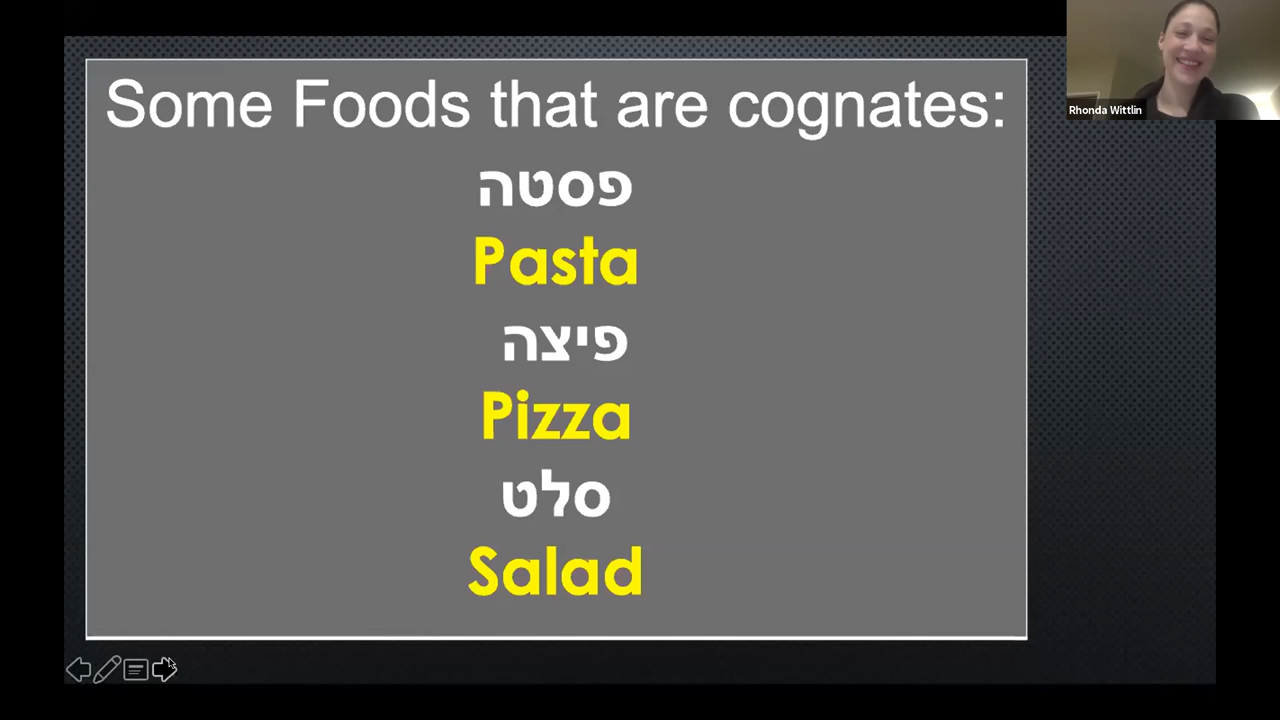 Some Foods that are cognates:
פסטה
Pasta
פיצה
Pizza
סלט
Salad
Rhonda Wittlin